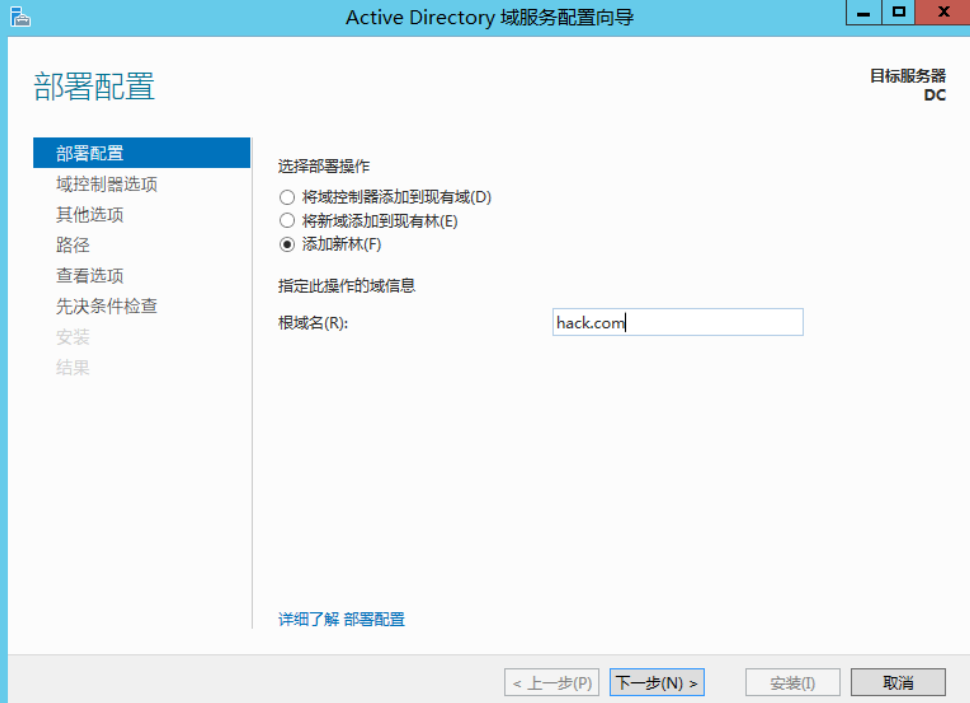 Active Directory 域服务配置向导
部署配置
目标服务器
DC
部署配置
域控制器选项
其他选项
路径
查看选项
先决条件检查
安装
结果
选择部署操作
将域控制器添加到现有域(D)
将新域添加到现有林(E)
添加新林(F)
指定此操作的域信息
根域名(R):
hack.com
详细了解 部署配置
< 上一步(P)
下一步(N) >
安装(I)
取消